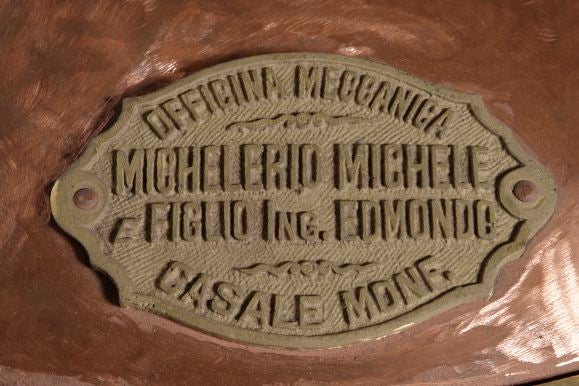 OFFICINA MECCANICA
MICHELERIO MICHELE
E FIGLIO ING. EDMONDO
CASALE MONF.